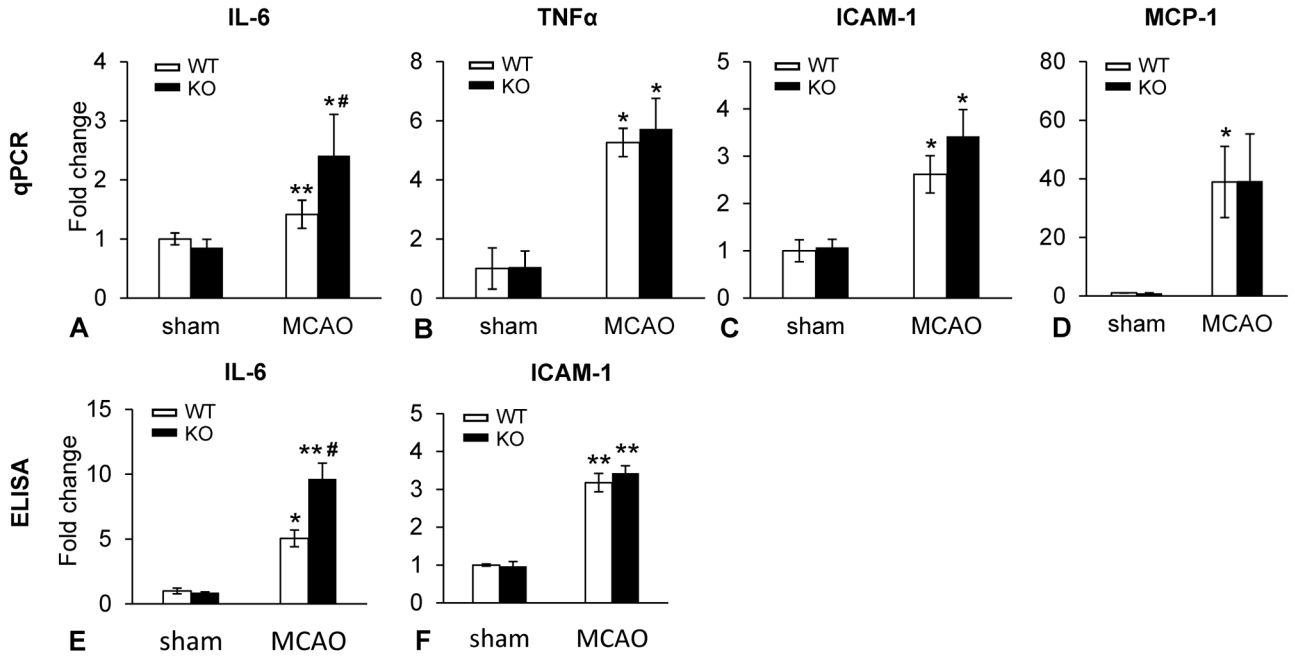 IL-6
TNFα
ICAM-1
MCP-1
qPCR
Fold change
4
3
2
1
0
WT
KO
**
*#
A
sham
MCAO
8
6
4
2
0
WT
KO
*
*
B
sham
MCAO
5
4
3
2
1
0
WT
KO
*
*
C
sham
MCAO
80
60
40
20
0
WT
KO
*
D
sham
MCAO
IL-6
ICAM-1
ELISA
Fold change
15
10
5
0
WT
KO
*
**#
E
sham
MCAO
5
4
3
2
1
0
WT
KO
**
**
F
sham
MCAO